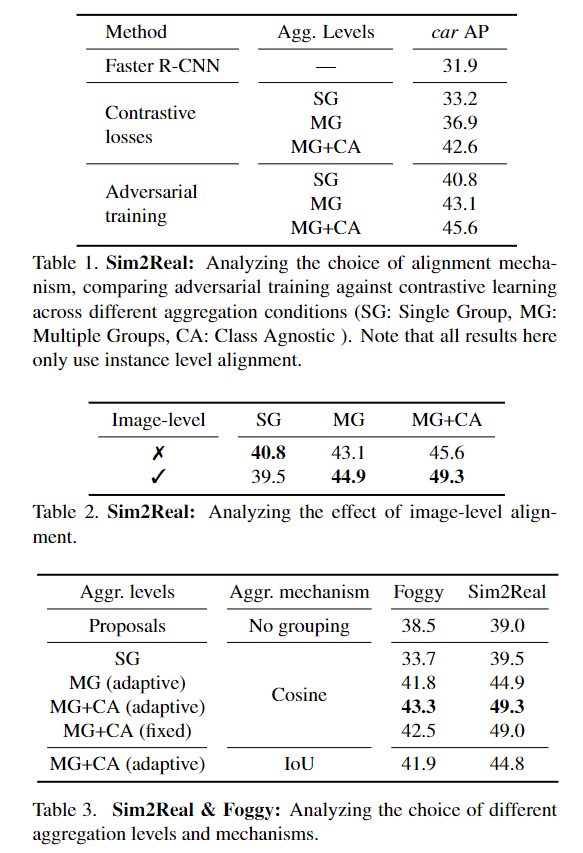 Method Agg. Levels car AP
Faster R-CNN — 31.9
Contrastive losses SG 33.2
MG 36.9
MG+CA 42.6
Adversarial training SG 40.8
MG 43.1
MG+CA 45.6
Table 1. Sim2Real: Analyzing the choice of alignment mecha-
nism, comparing adversarial training against contrastive learning
across different aggregation conditions (SG: Single Group, MG:
Multiple Groups, CA: Class Agnostic ). Note that all results here
only use instance level alignment.
Image-level SG MG MG+CA
✗ 40.8 43.1 45.6
✓ 39.5 44.9 49.3
Table 2. Sim2Real: Analyzing the effect of image-level align-
ment.
Aggr. levels Aggr. mechanism Foggy Sim2Real
Proposals No grouping 38.5 39.0
SG Cosine 33.7 39.5
MG (adaptive) 41.8 44.9
MG+CA (adaptive) 43.3 49.3
MG+CA (fixed) 42.5 49.0
MG+CA (adaptive) IoU 41.9 44.8
Table 3. Sim2Real & Foggy: Analyzing the choice of different
aggregation levels and mechanisms.